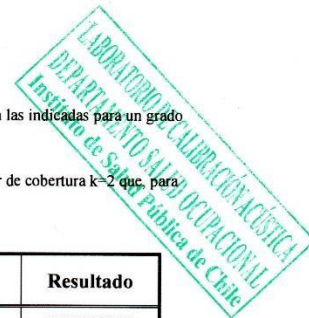 LABORATORIO DE CALIBRACIÓN ACÚSTICA
DEPARTAMENTO SALUD OCUPACIONAL
Instituto de Salud Pública de Chile
las indicadas para un grado
de cobertura k=2 que, para
Resultado